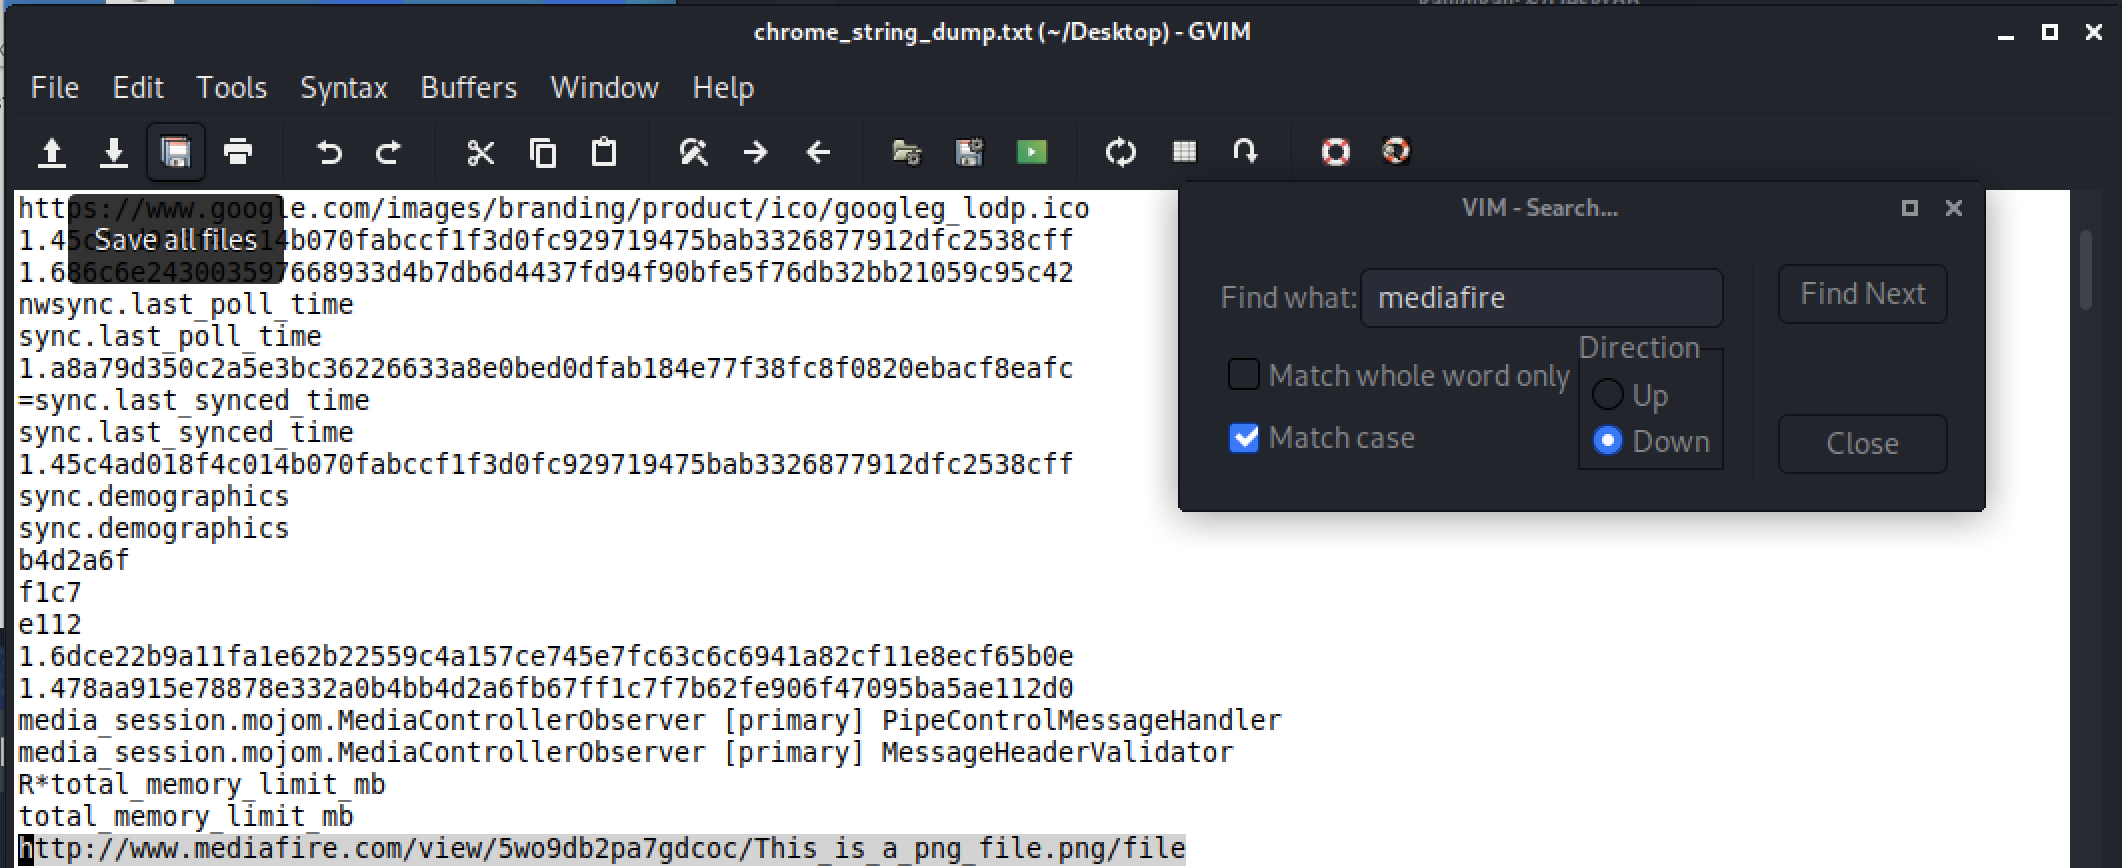 chrome_string_dump.txt (~/Desktop) - GVIM
File Edit Tools Syntax Buffers Window Help
https://www.google.com/images/branding/product/ico/googleg_lodp.ico
Save all files
1.45c4ad018f4c014b070fabccf1f3d0fc929719475bab3326877912dfc2538cff
1.686c6e243003597668933d4b7db6d4437fd94f90bfe5f76db32bb21059c95c42
nwsync.last_poll_time
sync.last_poll_time
1.a8a79d350c2a5e3bc36226633a8e0bed0dfab184e77f38fc8f0820ebacf8eafc
=sync.last_synced_time
sync.last_synced_time
1.45c4ad018f4c014b070fabccf1f3d0fc929719475bab3326877912dfc2538cff
sync.demographics
sync.demographics
b4d2a6f
f1c7
e112
1.6dce22b9a11fa1e62b22559c4a157ce745e7fc63c6c6941a82cf11e8ecf65b0e
1.478aa915e78878e332a0b4bb4d2a6fb67ff1c7f7b62fe906f47095ba5ae112d0
media_session.mojom.MediaControllerObserver [primary] PipeControlMessageHandler
media_session.mojom.MediaControllerObserver [primary] MessageHeaderValidator
R*total_memory_limit_mb
total_memory_limit_mb
http://www.mediafire.com/view/5wo9db2pa7gdcoc/This_is_a_png_file.png/file
VIM - Search...
Find what: mediafire
Find Next
Match whole word only
Match case
Direction
Up
Down
Close